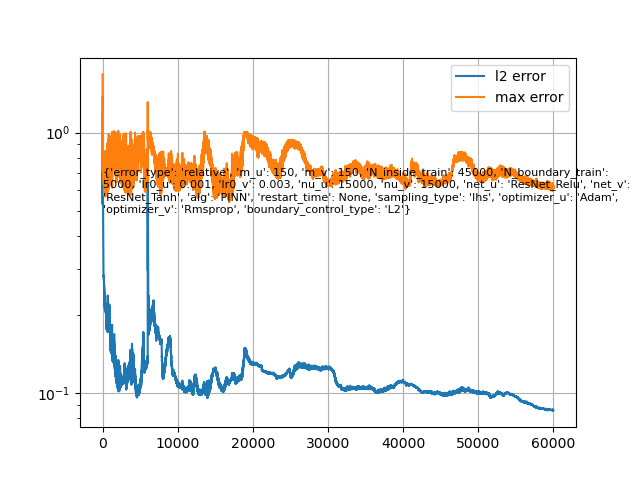 l2 error
max error
10^0
{'error_type': 'relative', 'm_u': 150, 'm_v': 150, 'N_inside_train': 45000, 'N_boundary_train':
5000, 'lr0_u': 0.001, 'lr0_v': 0.003, 'nu_u': 15000, 'nu_v': 15000, 'net_u': 'ResNet_Relu', 'net_v':
'ResNet_Tanh', 'alg': 'PINN', 'restart_time': None, 'sampling_type': 'lhs', 'optimizer_u': 'Adam',
'optimizer_v': 'Rmsprop', 'boundary_control_type': 'L2'}
10^-1
0 10000 20000 30000 40000 50000 60000